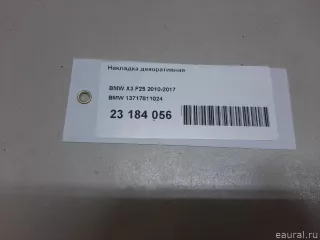 Накладка декоративная
BMW X3 F25 2010-2017
BMW 13717811024
23 184 056
eaural.ru